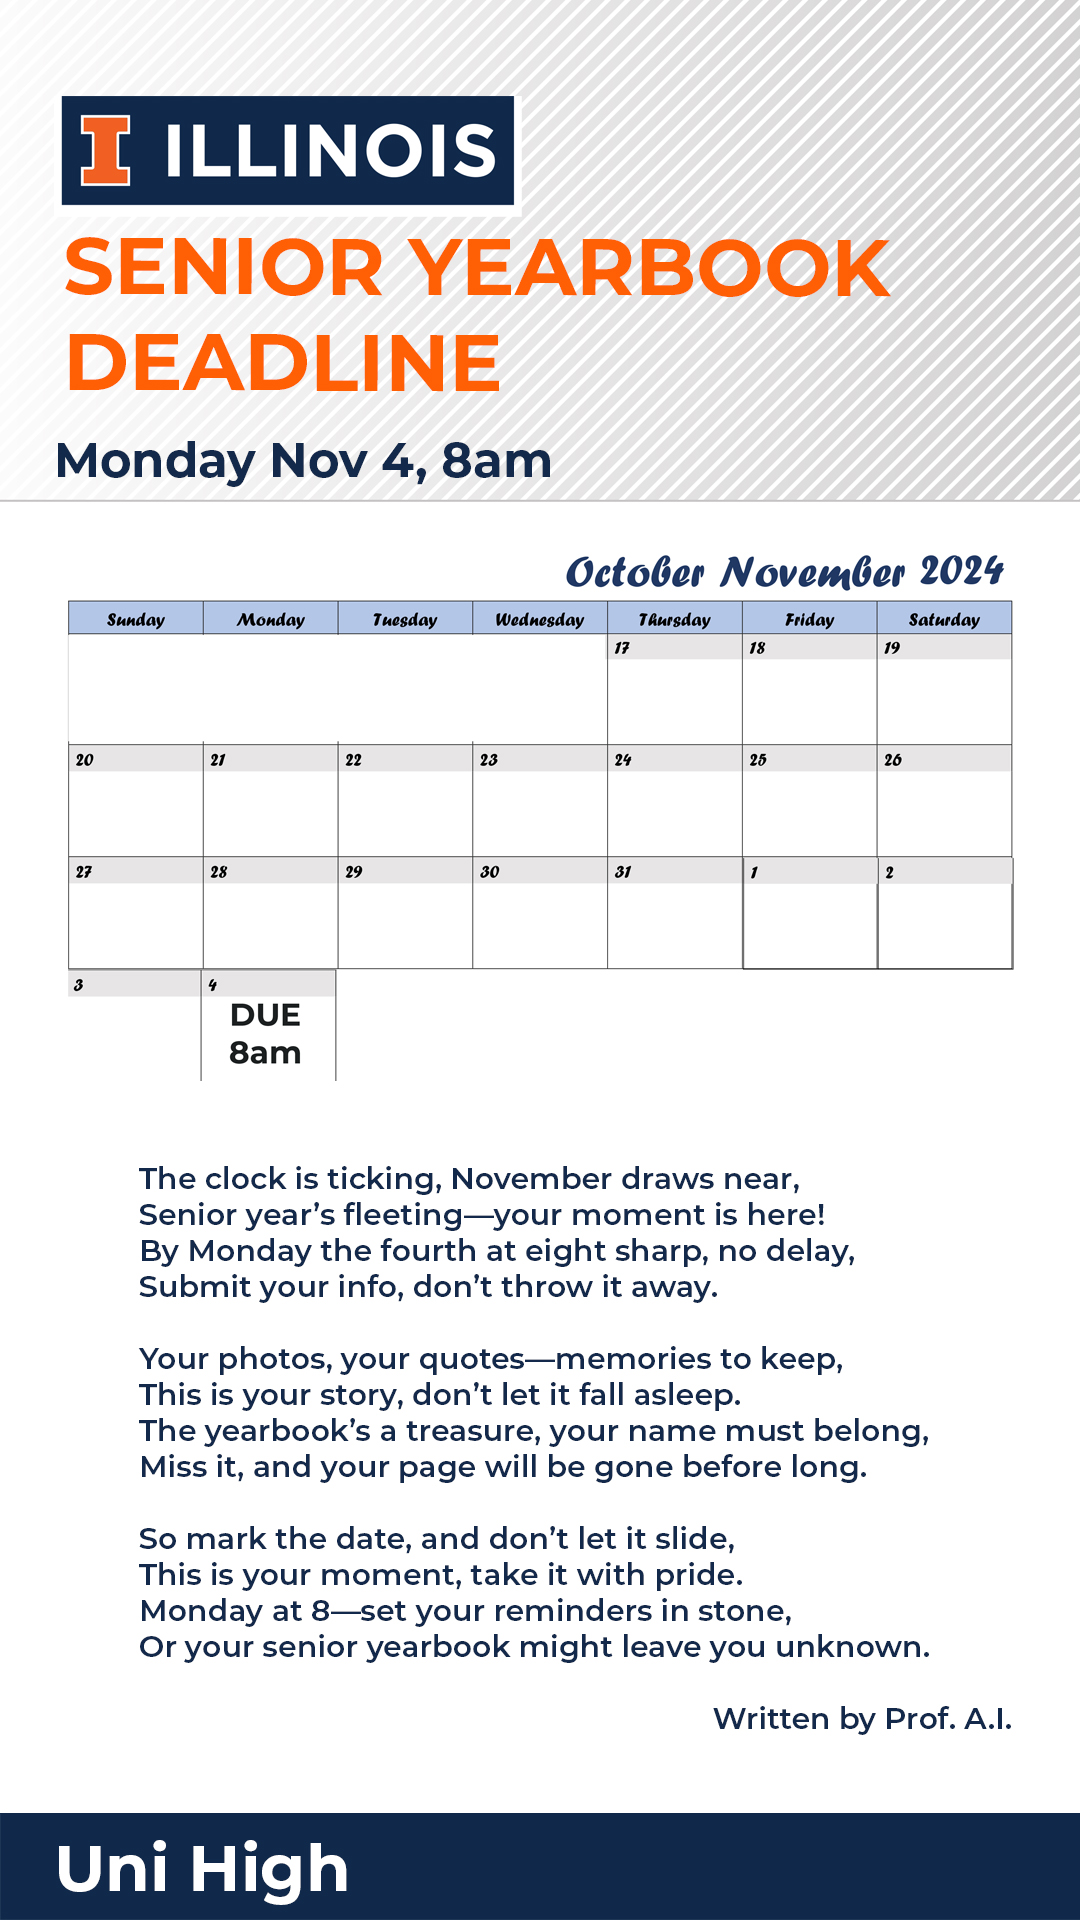 I ILLINOIS
SENIOR YEARBOOK
DEADLINE
Monday Nov 4, 8am
October November 2024
Sunday Monday Tuesday Wednesday Thursday Friday Saturday
17 18 19
20 21 22 23 24 25 26
27 28 29 30 31 1 2
3 4
DUE
8am
The clock is ticking, November draws near,
Senior year’s fleeting—your moment is here!
By Monday the fourth at eight sharp, no delay,
Submit your info, don’t throw it away.
Your photos, your quotes—memories to keep,
This is your story, don’t let it fall asleep.
The yearbook’s a treasure, your name must belong,
Miss it, and your page will be gone before long.
So mark the date, and don’t let it slide,
This is your moment, take it with pride.
Monday at 8—set your reminders in stone,
Or your senior yearbook might leave you unknown.
Written by Prof. A.I.
Uni High